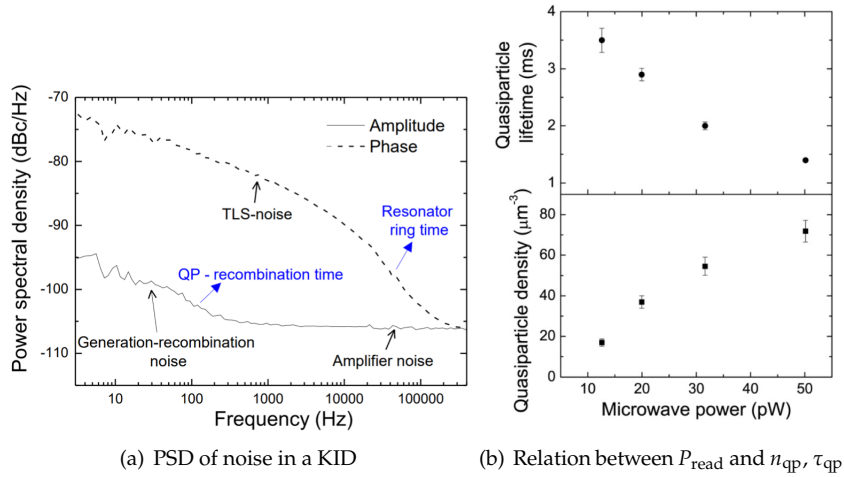 (a)
-70
-80
-90
-100
-110
Power spectral density (dBc/Hz)
Amplitude
Phase
TLS-noise
Resonator
ring time
QP - recombination time
Generation-recombination
noise
Amplifier noise
10
100
1000
10000
100000
Frequency (Hz)
(a) PSD of noise in a KID
b)
4
3
2
1
Quasiparticle
lifetime (ms)
80
60
40
20
0
Quasiparticle density (μm⁻³)
10
20
30
40
50
Microwave power (pW)
(b) Relation between P_read and n_qp, τ_qp